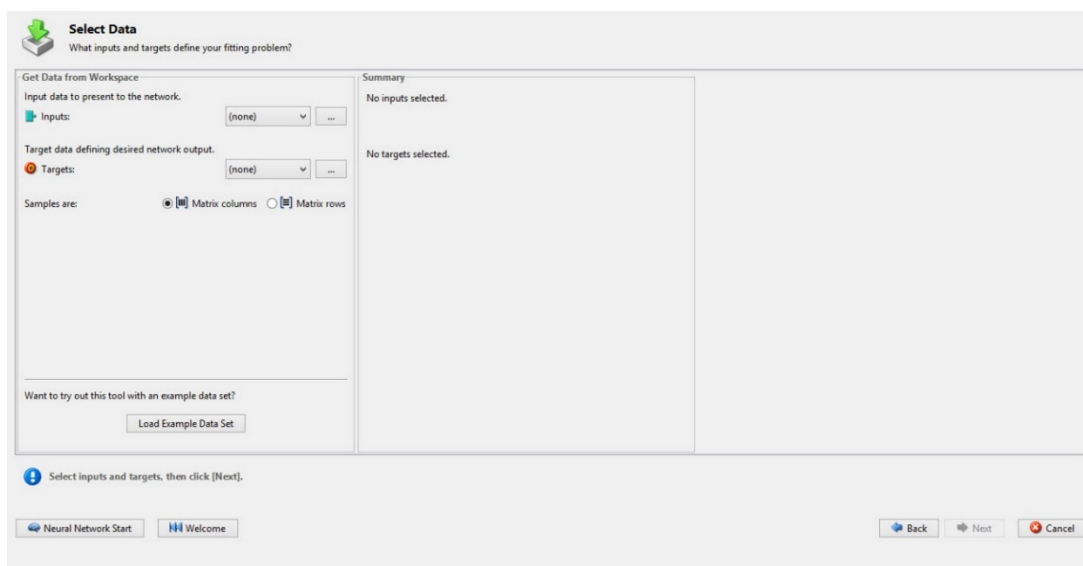 Select Data
What inputs and targets define your fitting problem?
Get Data from Workspace
Input data to present to the network.
Inputs:
(none)
...
Target data defining desired network output.
Targets:
(none)
...
Samples are:
Matrix columns
Matrix rows
Want to try out this tool with an example data set?
Load Example Data Set
Summary
No inputs selected.
No targets selected.
Select inputs and targets, then click [Next].
Neural Network Start
Welcome
Back
Next
Cancel